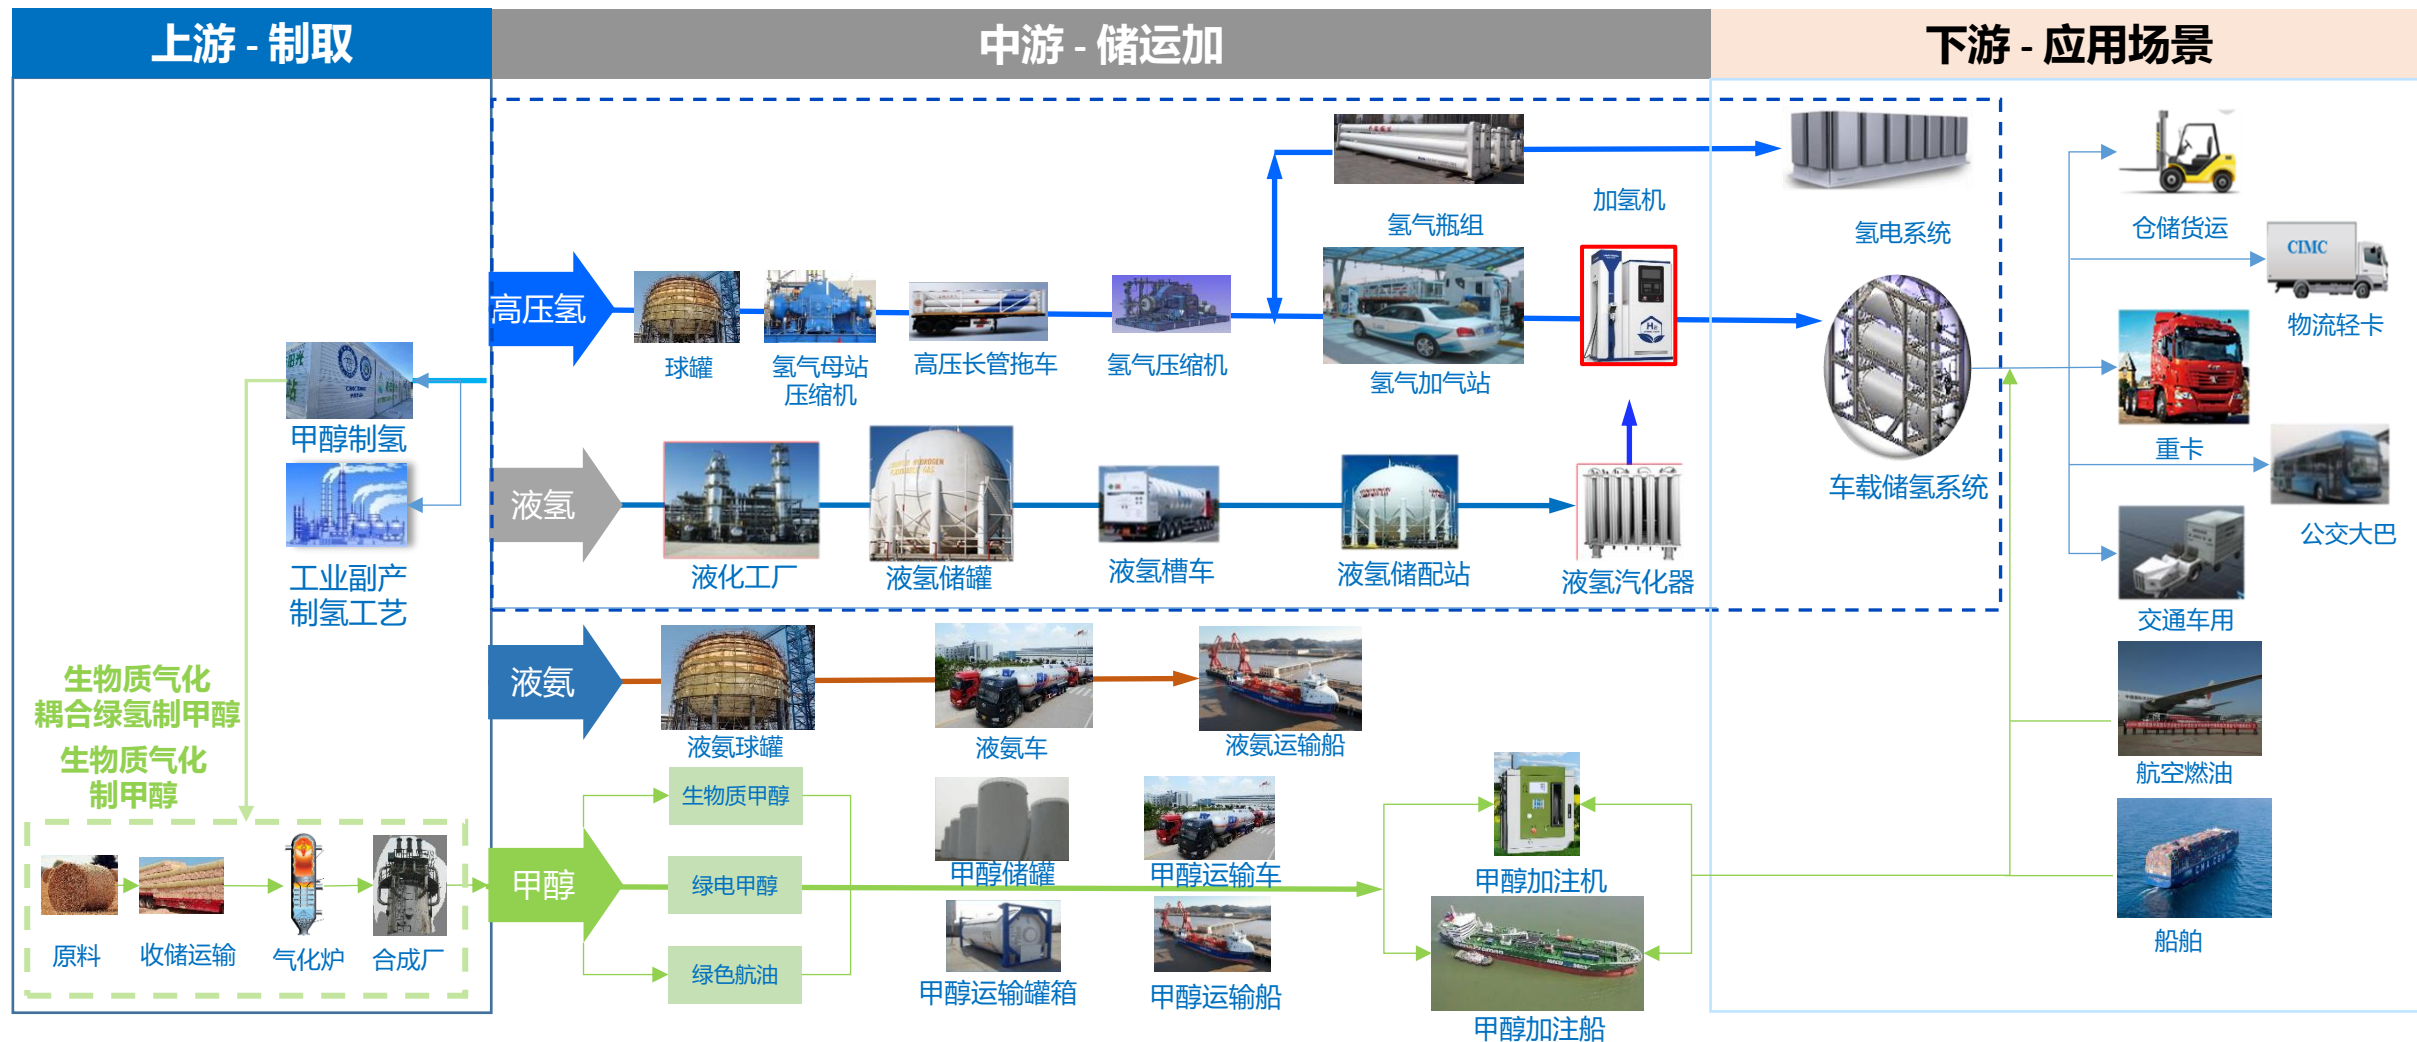 上游 - 制取
中游 - 储运加
下游 - 应用场景
甲醇制氢
工业副产
制氢工艺
生物质气化
耦合绿氢制甲醇
生物质气化
制甲醇
原料
收储运输
气化炉
合成厂
高压氢
球罐
氢气母站
压缩机
高压长管拖车
氢气压缩机
氢气瓶组
氢气加气站
加氢机
H₂
氢电系统
车载储氢系统
液氢
液化工厂
液氢储罐
液氢槽车
液氢储配站
液氢汽化器
液氨
液氨球罐
液氨车
液氨运输船
甲醇
生物质甲醇
绿电甲醇
绿色航油
甲醇储罐
甲醇运输车
甲醇运输罐箱
甲醇运输船
甲醇加注机
甲醇加注船
仓储货运
CIMC
物流轻卡
重卡
公交大巴
交通车用
航空燃油
船舶